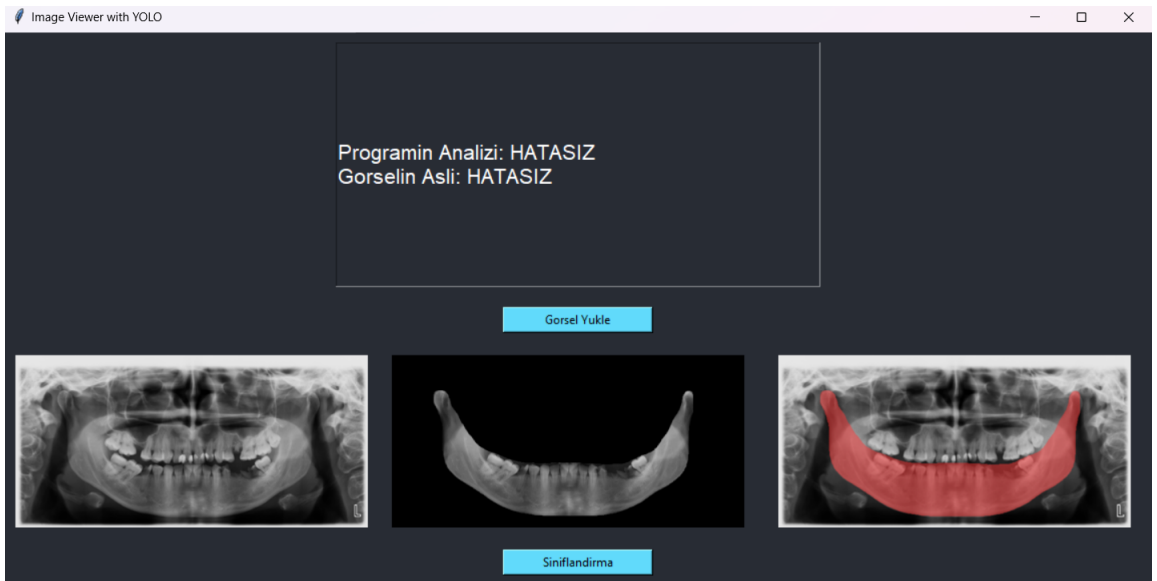 Image Viewer with YOLO
Programin Analizi: HATASIZ
Gorselin Asli: HATASIZ
Gorsel Yukle
L
L
Siniflandirma